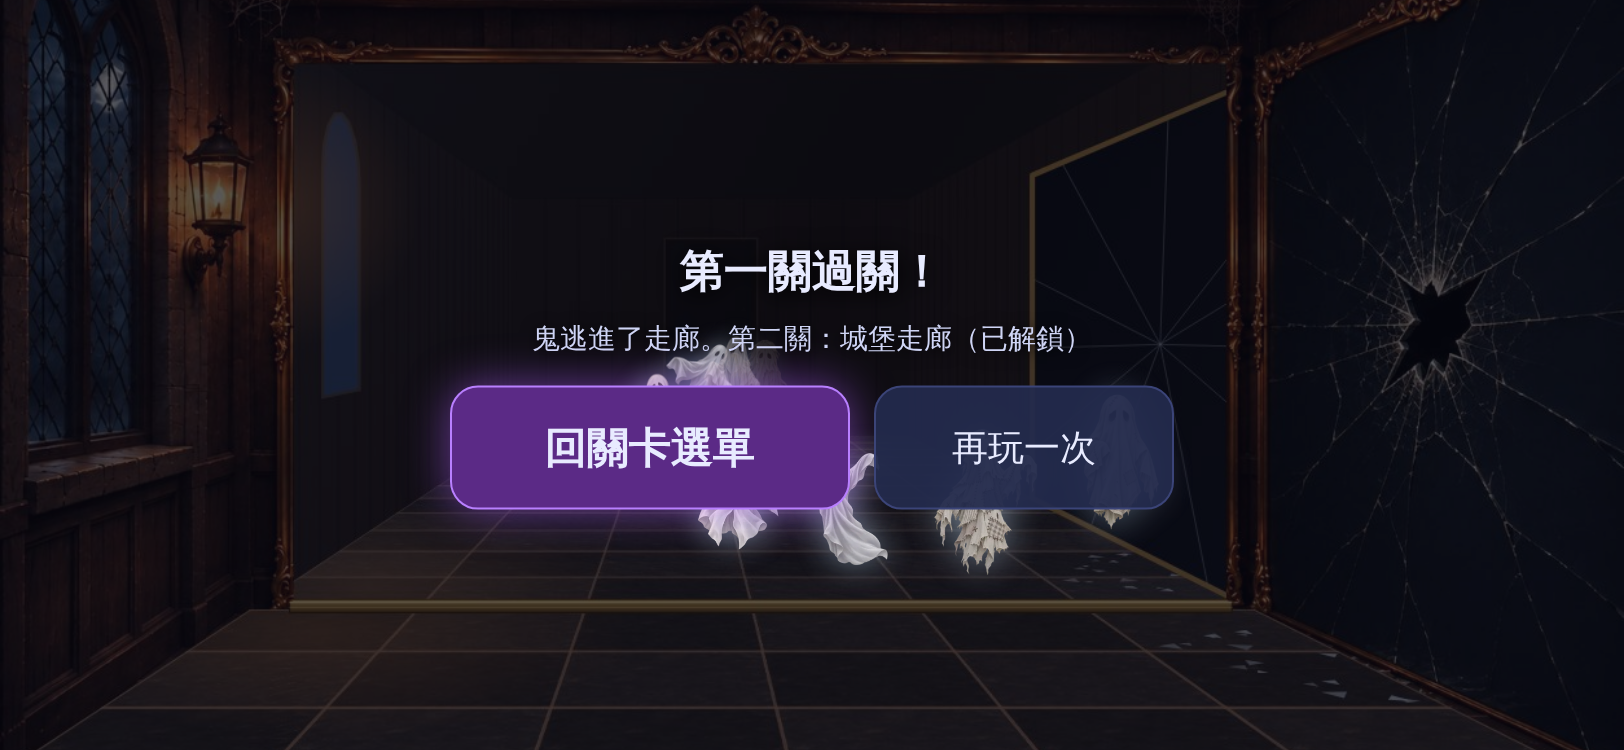 第一關過關！
鬼逃進了走廊。第二關：城堡走廊（已解鎖）
回關卡選單
再玩一次